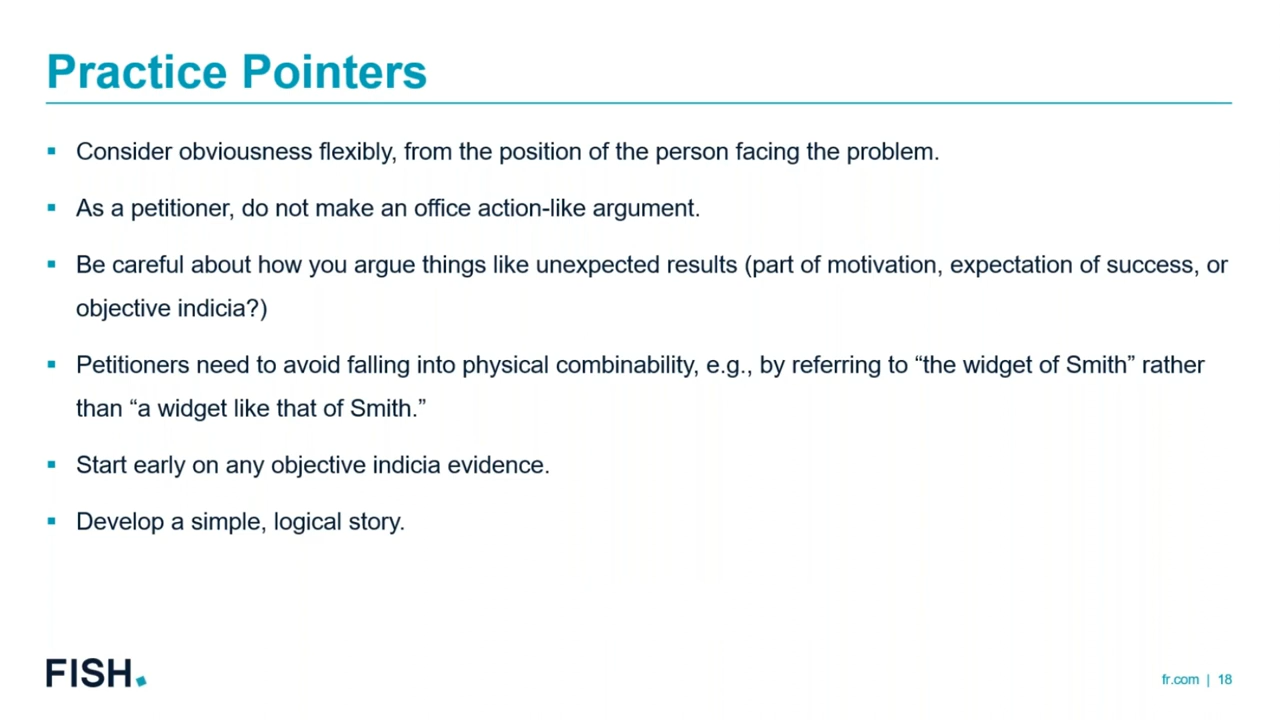 Practice Pointers
▪ Consider obviousness flexibly, from the position of the person facing the problem.
▪ As a petitioner, do not make an office action-like argument.
▪ Be careful about how you argue things like unexpected results (part of motivation, expectation of success, or
objective indicia?)
▪ Petitioners need to avoid falling into physical combinability, e.g., by referring to “the widget of Smith” rather
than “a widget like that of Smith.”
▪ Start early on any objective indicia evidence.
▪ Develop a simple, logical story.
FISH.
fr.com | 18